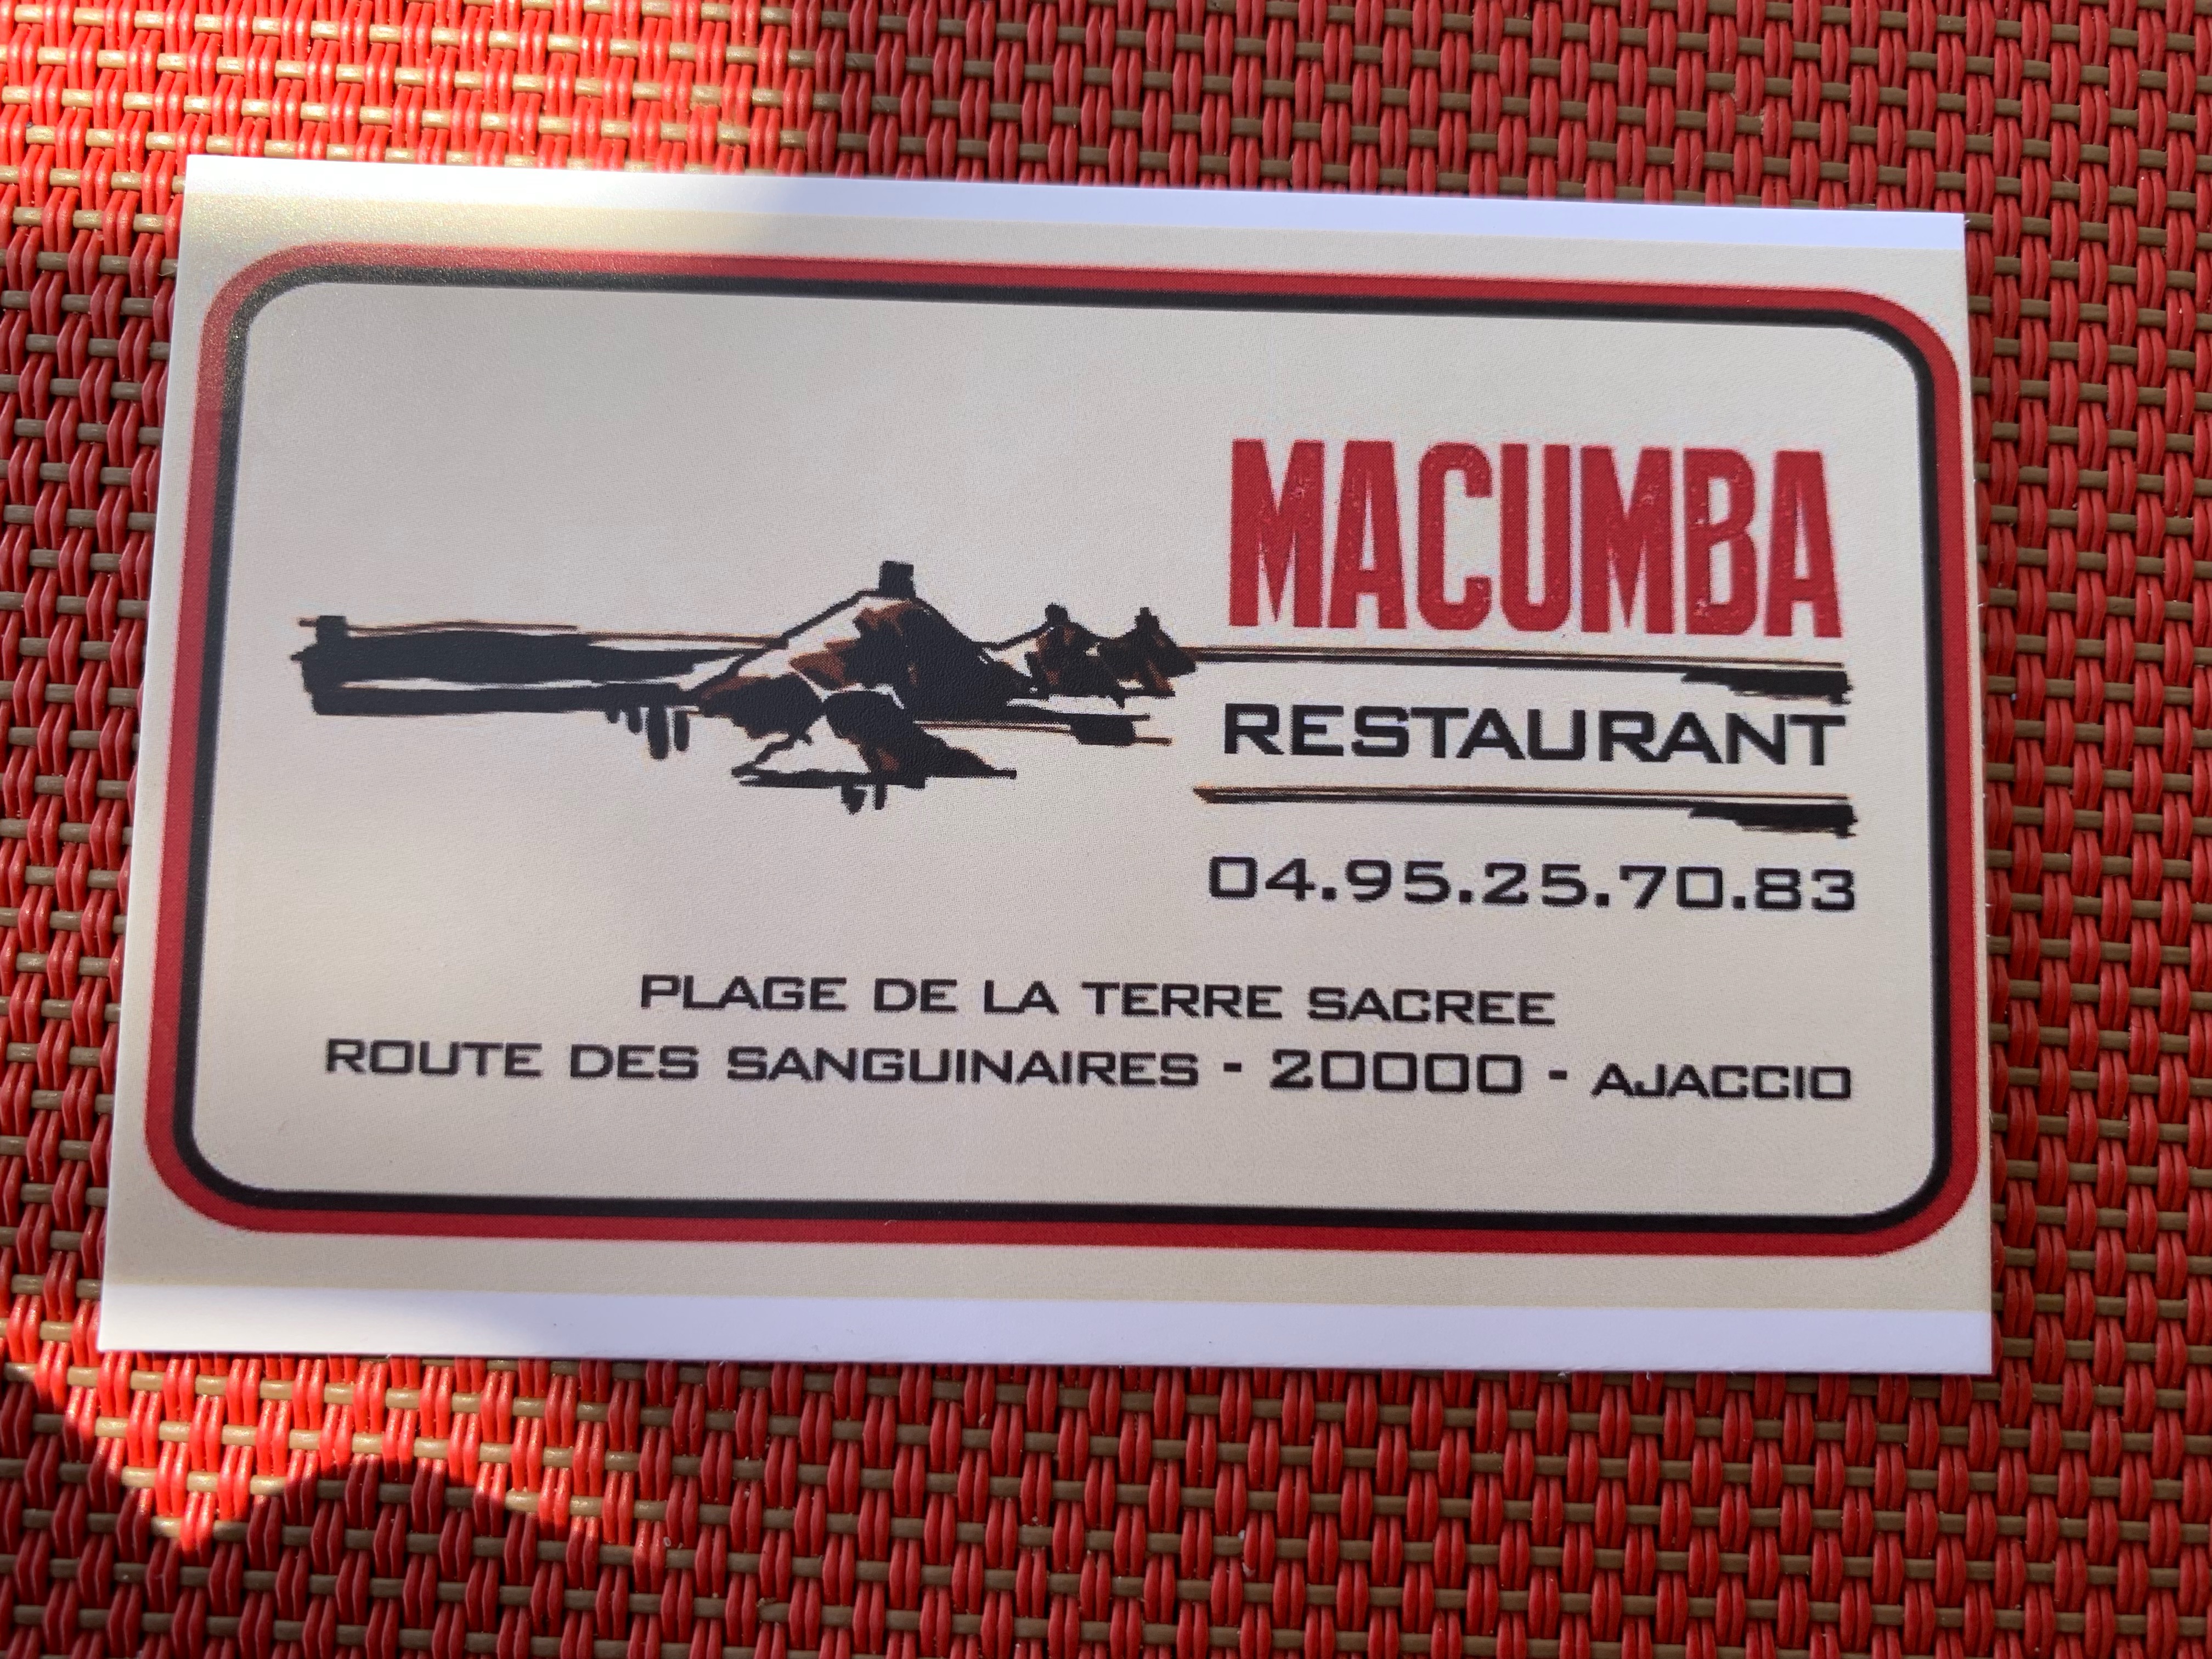 MACUMBA
RESTAURANT
04.95.25.70.83
PLAGE DE LA TERRE SACREE
ROUTE DES SANGUINAIRES - 20000 - AJACCIO